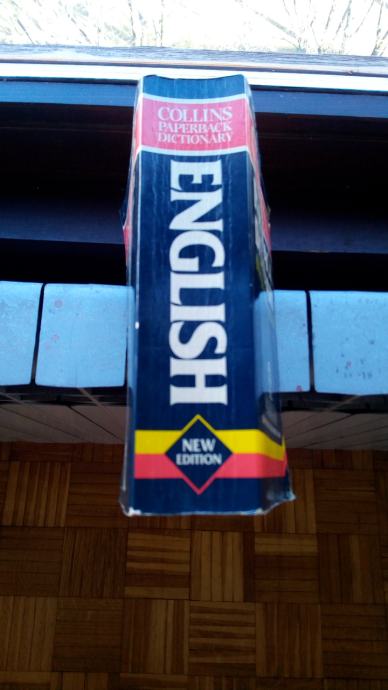 COLLINS
PAPERBACK
DICTIONARY
ENGLISH
NEW
EDITION